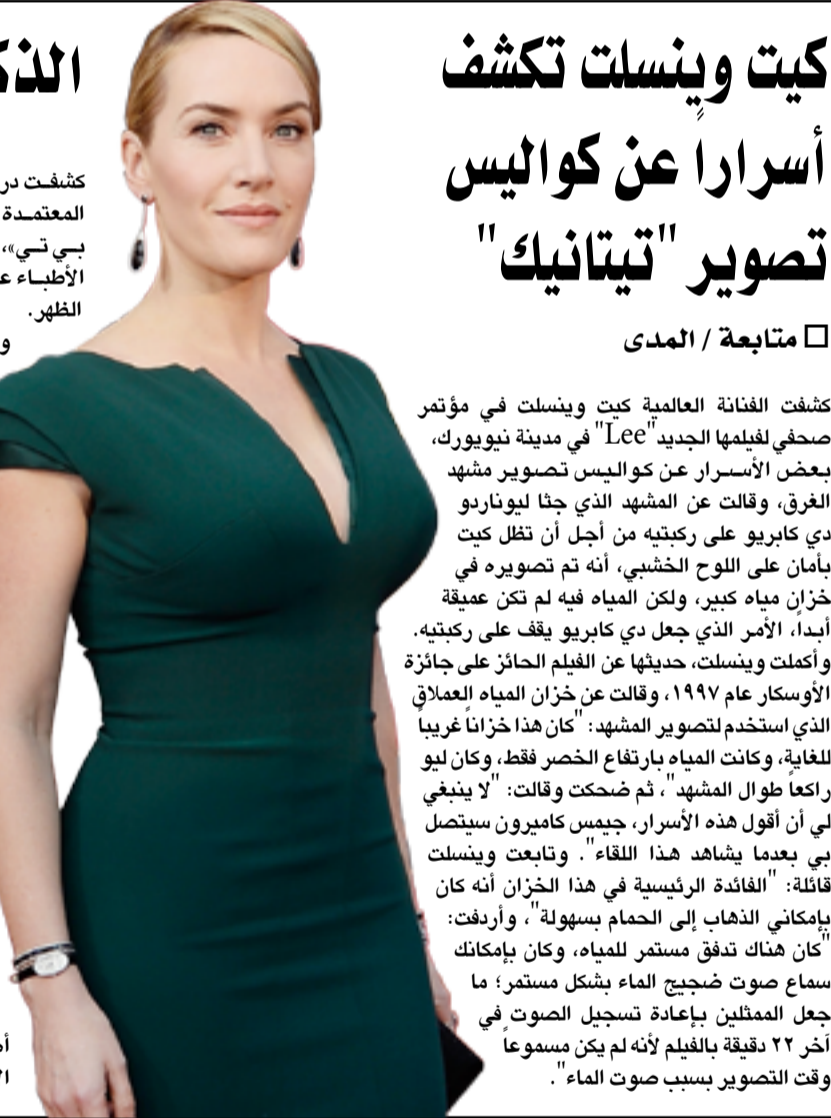 كيت وينسلت تكشف
أسراراً عن كواليس
تصوير "تيتانيك"
□ متابعة / المدى
كشفت الفنانة العالمية كيت وينسلت في مؤتمر
صحفي لفيلمها الجديد"Lee" في مدينة نيويورك،
بعض الأسرار عن كواليس تصوير مشهد
الغرق، وقالت عن المشهد الذي جثا ليوناردو
دي كابريو على ركبتيه من أجل أن تظل كيت
بأمان على اللوح الخشبي، أنه تم تصويره في
خزان مياه كبير، ولكن المياه فيه لم تكن عميقة
أبداً، الأمر الذي جعل دي كابريو يقف على ركبتيه.
وأكملت وينسلت، حديثها عن الفيلم الحائز على جائزة
الأوسكار عام ١٩٩٧، وقالت عن خزان المياه العملاق
الذي استخدم لتصوير المشهد: "كان هذا خزاناً غريباً
للغاية، وكانت المياه بارتفاع الخصر فقط، وكان ليو
راكعاً طوال المشهد"، ثم ضحكت وقالت: "لا ينبغي
لي أن أقول هذه الأسرار، جيمس كاميرون سيتصل
بي بعدما يشاهد هذا اللقاء". وتابعت وينسلت
قائلة: "الفائدة الرئيسية في هذا الخزان أنه كان
بإمكاني الذهاب إلى الحمام بسهولة"، وأردفت:
"كان هناك تدفق مستمر للمياه، وكان بإمكانك
سماع صوت ضجيج الماء بشكل مستمر؛ ما
جعل الممثلين بإعادة تسجيل الصوت في
آخر ٢٢ دقيقة بالفيلم لأنه لم يكن مسموعاً
وقت التصوير بسبب صوت الماء".
كشفت
المعتمدة
بي تي»،
الأطباء
الظهر.